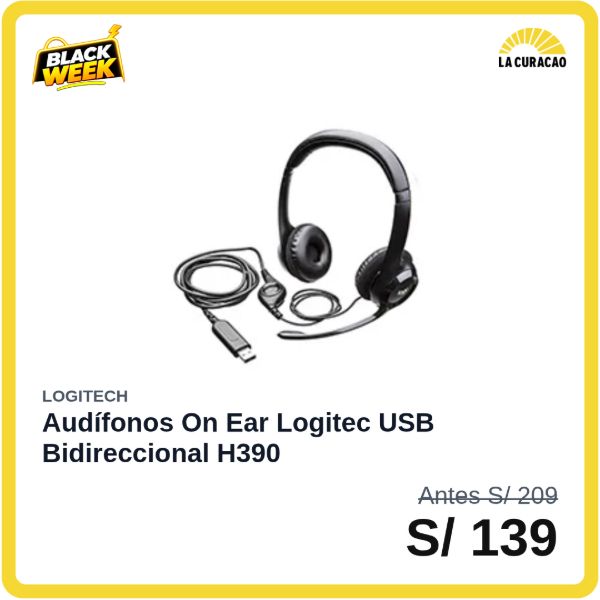 BLACK
WEEK
LA CURACAO
LOGITECH
Audífonos On Ear Logitec USB
Bidireccional H390
Antes S/ 209
S/ 139